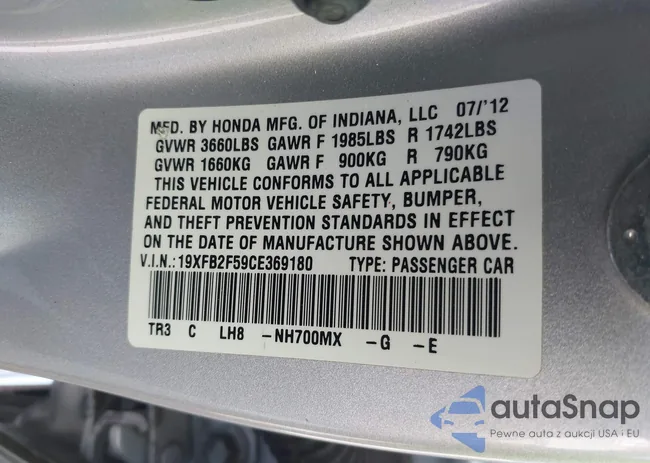 MFD. BY HONDA MFG. OF INDIANA, LLC 07/'12
GVWR 3660LBS GAWR F 1985LBS R 1742LBS
GVWR 1660KG GAWR F 900KG R 790KG
THIS VEHICLE CONFORMS TO ALL APPLICABLE
FEDERAL MOTOR VEHICLE SAFETY, BUMPER,
AND THEFT PREVENTION STANDARDS IN EFFECT
ON THE DATE OF MANUFACTURE SHOWN ABOVE.
V.I.N.:19XFB2F59CE369180 TYPE: PASSENGER CAR
TR3 C LH8 -NH700MX -G -E
autaSnap
Pewne auta z aukcji USA i EU